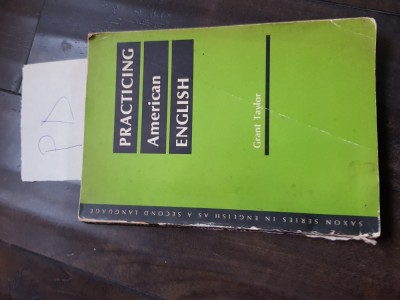 PRACTICING
American
ENGLISH
Grant Taylor
SAXON SERIES IN ENGLISH AS A SECOND LANGUAGE